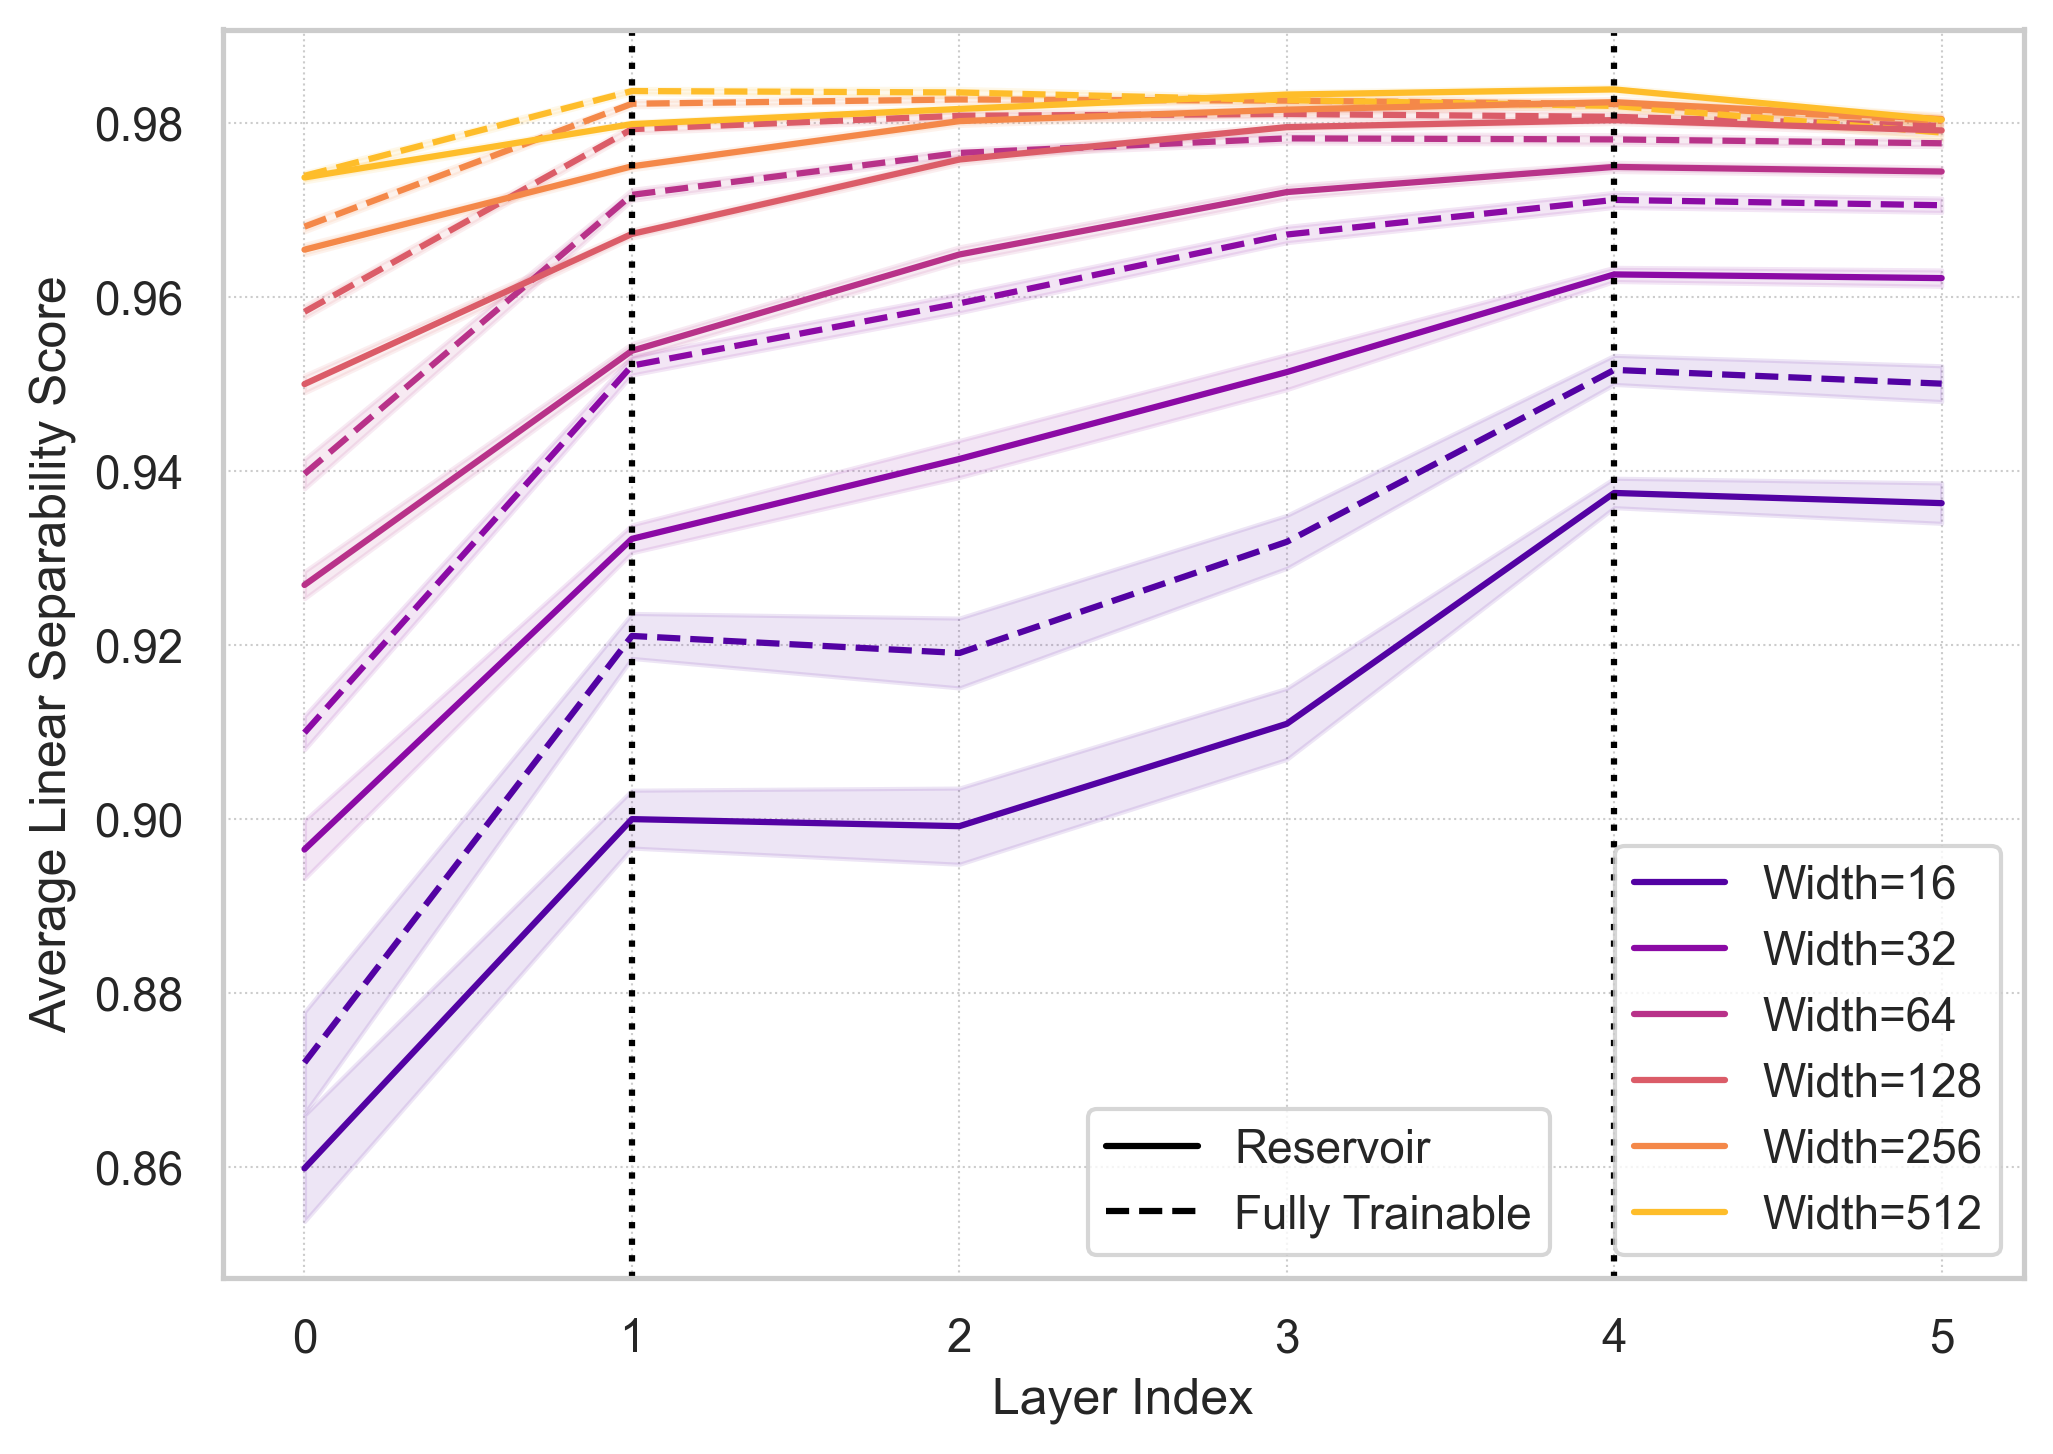 Average Linear Separability Score
0.98
0.96
0.94
0.92
0.90
0.88
0.86
Width=16
Width=32
Width=64
Width=128
Width=256
Width=512
Reservoir
Fully Trainable
0 1 2 3 4 5
Layer Index